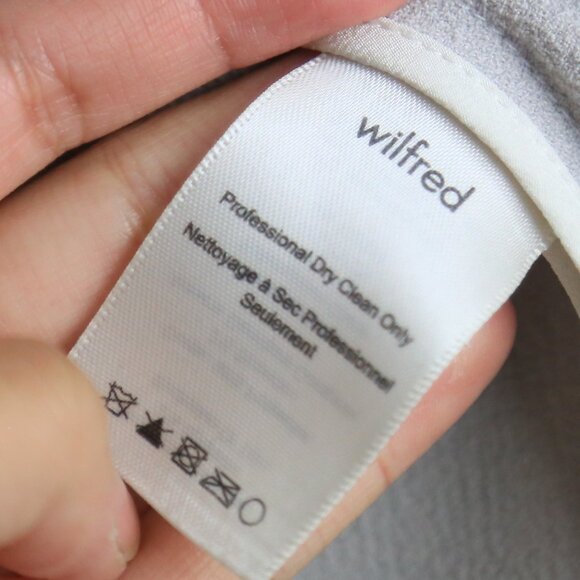 wilfred
Professional Dry Clean Only
Nettoyage à Sec Professionnel
Seulement